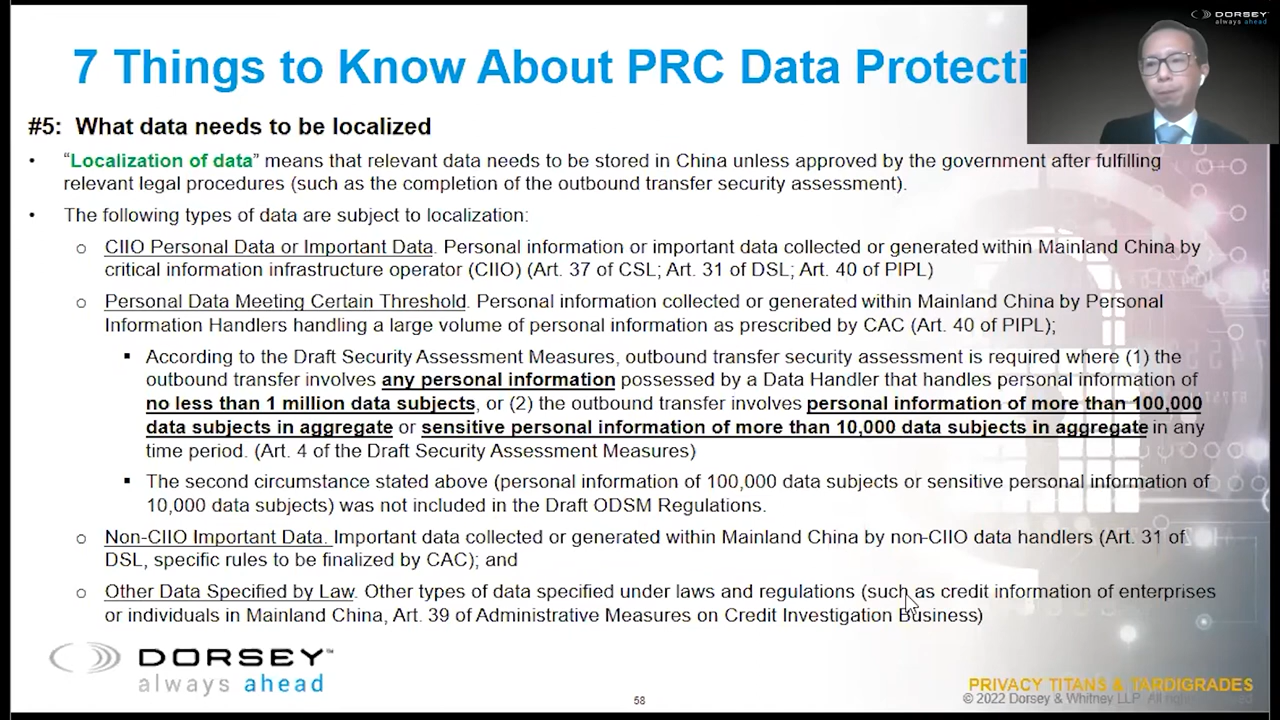 DORSEY
always ahead
7 Things to Know About PRC Data Protecti
#5: What data needs to be localized
• “Localization of data” means that relevant data needs to be stored in China unless approved by the government after fulfilling
relevant legal procedures (such as the completion of the outbound transfer security assessment).
• The following types of data are subject to localization:
o CIIO Personal Data or Important Data. Personal information or important data collected or generated within Mainland China by
critical information infrastructure operator (CIIO) (Art. 37 of CSL; Art. 31 of DSL; Art. 40 of PIPL)
o Personal Data Meeting Certain Threshold. Personal information collected or generated within Mainland China by Personal
Information Handlers handling a large volume of personal information as prescribed by CAC (Art. 40 of PIPL);
▪ According to the Draft Security Assessment Measures, outbound transfer security assessment is required where (1) the
outbound transfer involves any personal information possessed by a Data Handler that handles personal information of
no less than 1 million data subjects, or (2) the outbound transfer involves personal information of more than 100,000
data subjects in aggregate or sensitive personal information of more than 10,000 data subjects in aggregate in any
time period. (Art. 4 of the Draft Security Assessment Measures)
▪ The second circumstance stated above (personal information of 100,000 data subjects or sensitive personal information of
10,000 data subjects) was not included in the Draft ODSM Regulations.
o Non-CIIO Important Data. Important data collected or generated within Mainland China by non-CIIO data handlers (Art. 31 of
DSL, specific rules to be finalized by CAC); and
o Other Data Specified by Law. Other types of data specified under laws and regulations (such as credit information of enterprises
or individuals in Mainland China, Art. 39 of Administrative Measures on Credit Investigation Business)
DORSEY™
always ahead
58
PRIVACY TITANS & TARDIGRADES
© 2022 Dorsey & Whitney LLP. All rights reserved